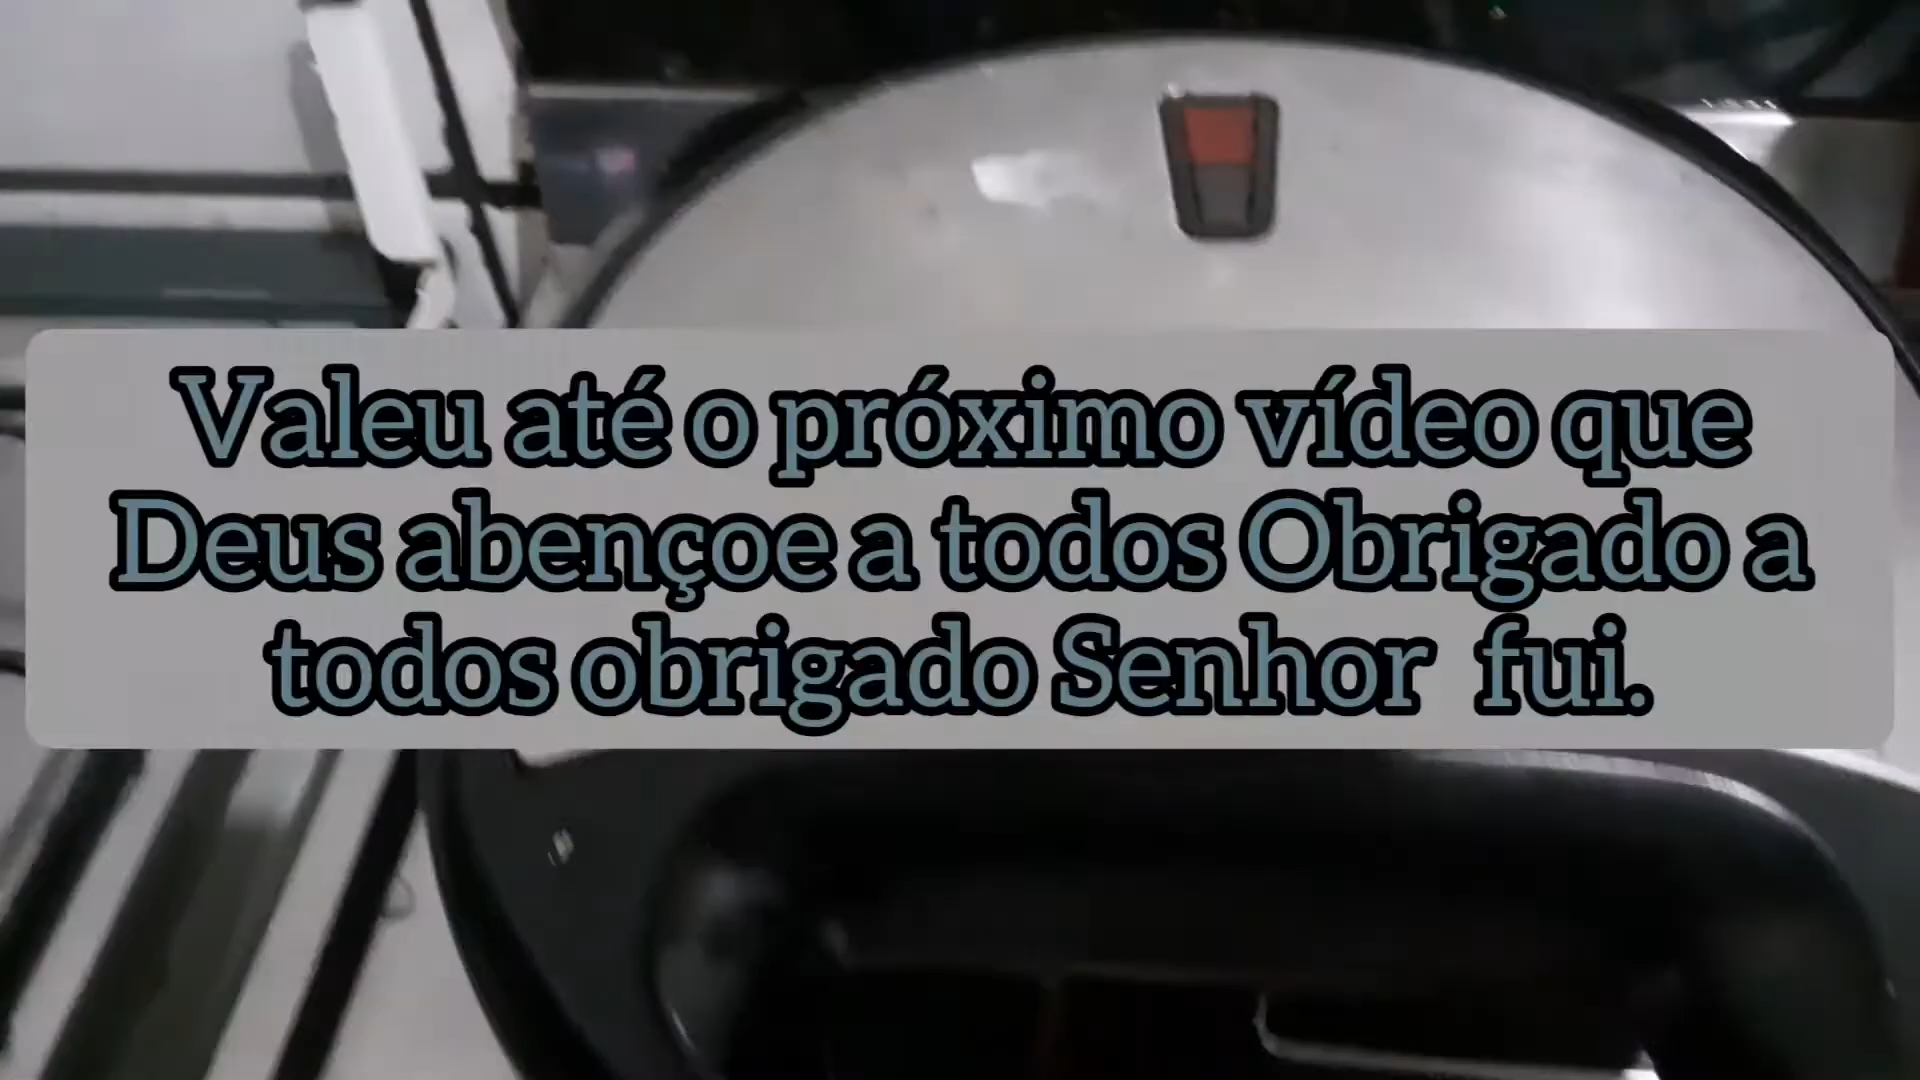 Valeu até o próximo vídeo que
Deus abençoe a todos Obrigado a
todos obrigado Senhor fui.